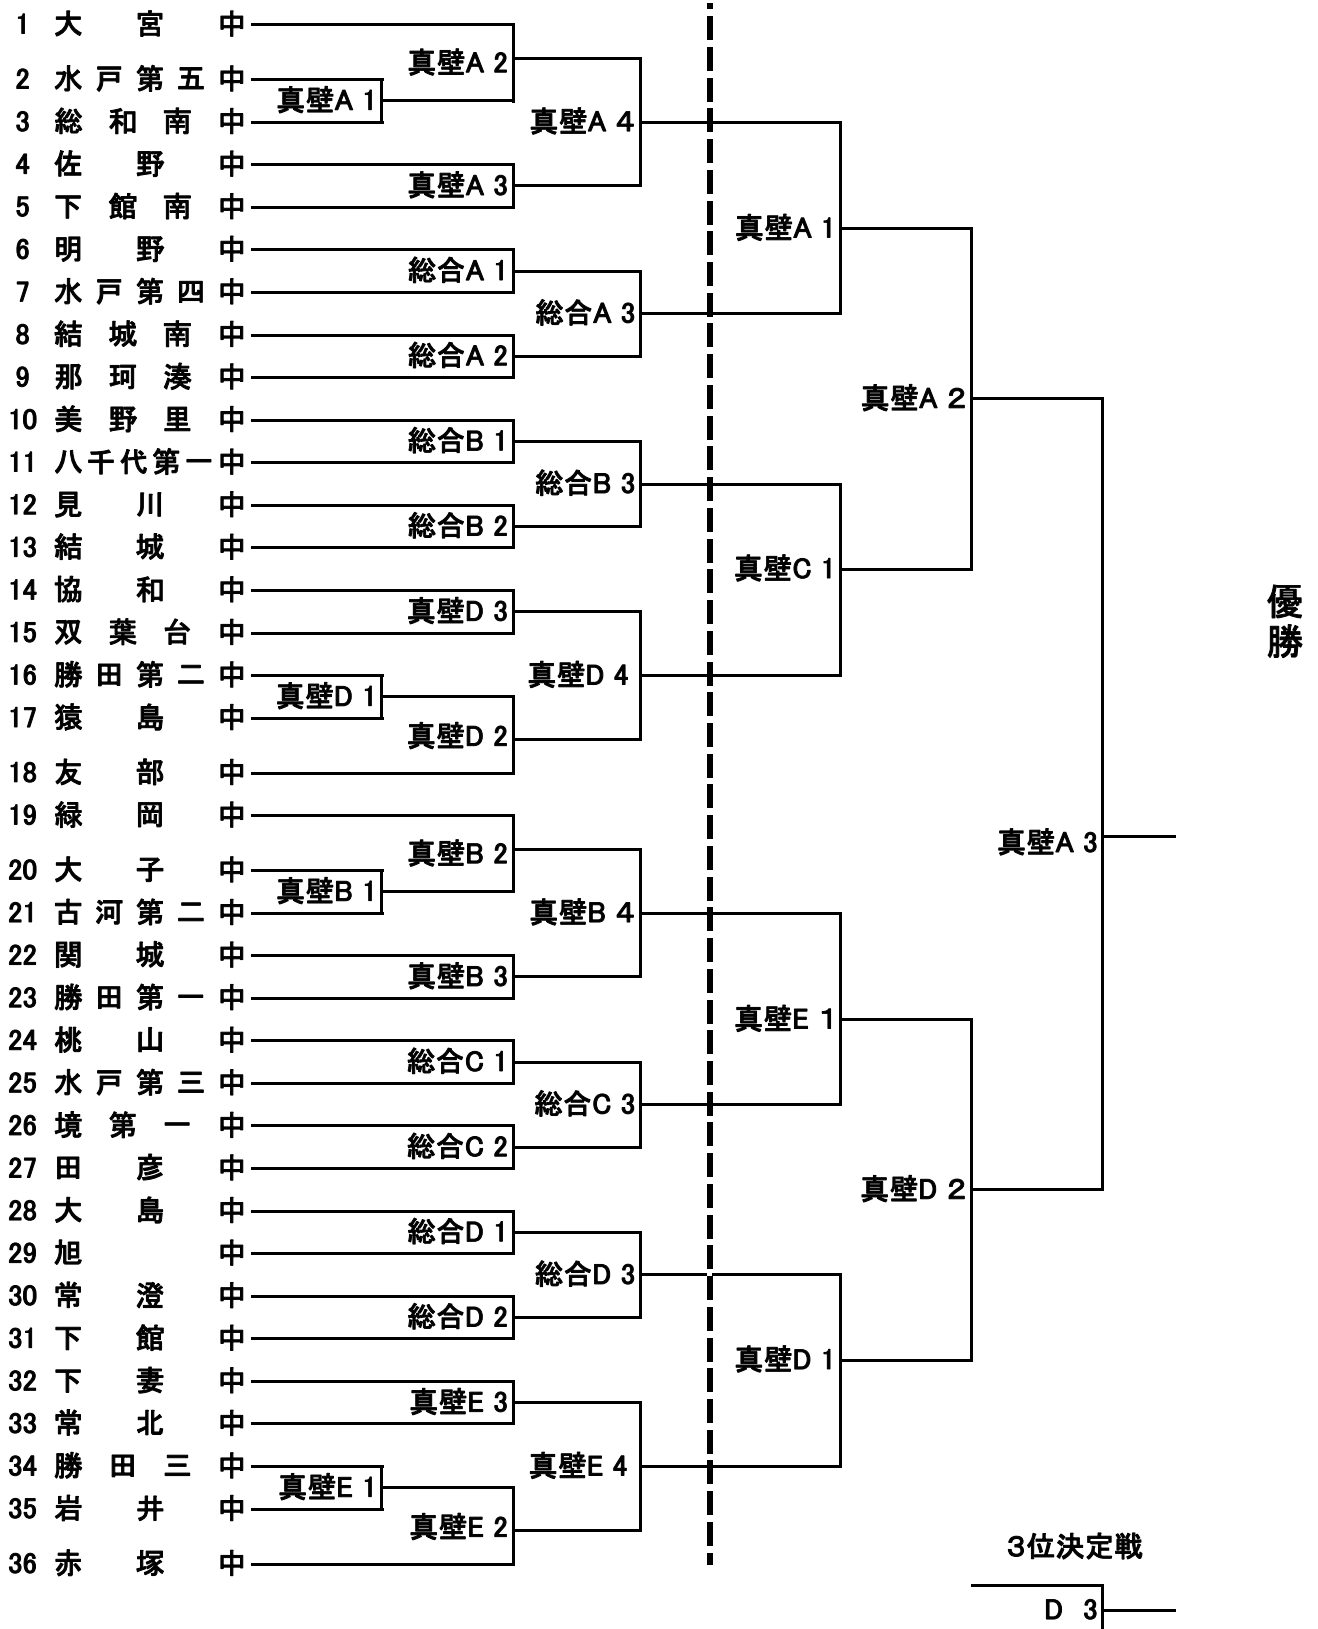 1 大宮中
真壁A 2
2 水戸第五中
真壁A 1
3 総和南中
真壁A 4
4 佐野中
真壁A 3
5 下館南中
真壁A 1
6 明野中
総合A 1
7 水戸第四中
総合A 3
8 結城南中
総合A 2
9 那珂湊中
真壁A 2
10 美野里中
総合B 1
11 八千代第一中
総合B 3
12 見川中
総合B 2
13 結城中
真壁C 1
14 協和中
真壁D 3
15 双葉台中
16 勝田第二中
真壁D 4
真壁D 1
17 猿島中
真壁D 2
18 友部中
19 緑岡中
真壁B 2
真壁A 3
20 大子中
真壁B 1
21 古河第二中
真壁B 4
22 関城中
真壁B 3
23 勝田第一中
真壁E 1
24 桃山中
総合C 1
25 水戸第三中
総合C 3
26 境第一中
総合C 2
27 田彦中
真壁D 2
28 大島中
総合D 1
29 旭中
総合D 3
30 常澄中
総合D 2
31 下館中
真壁D 1
32 下妻中
真壁E 3
33 常北中
34 勝田三中
真壁E 4
真壁E 1
35 岩井中
真壁E 2
36 赤塚中
優勝
3位決定戦
D 3